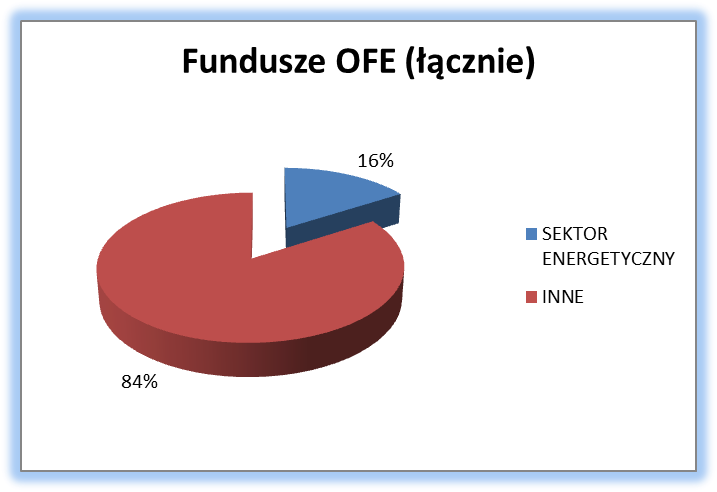 Fundusze OFE (łącznie)
16%
SEKTOR
ENERGETYCZNY
INNE
84%